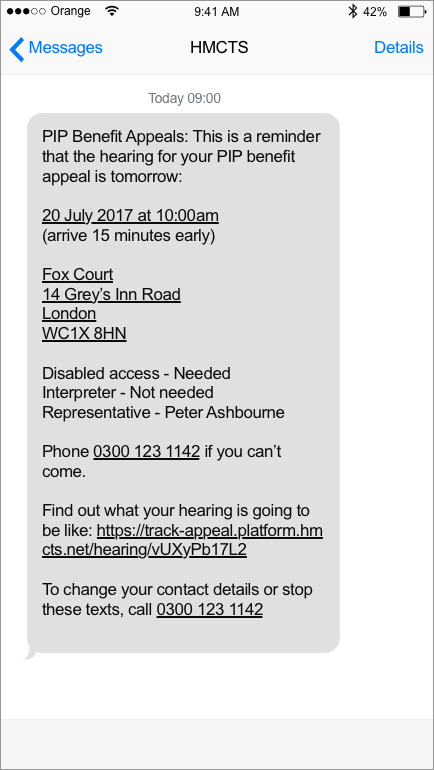 Orange 9:41 AM 42%
Messages HMCTS Details
Today 09:00
PIP Benefit Appeals: This is a reminder
that the hearing for your PIP benefit
appeal is tomorrow:
20 July 2017 at 10:00am
(arrive 15 minutes early)
Fox Court
14 Grey’s Inn Road
London
WC1X 8HN
Disabled access - Needed
Interpreter - Not needed
Representative - Peter Ashbourne
Phone 0300 123 1142 if you can’t
come.
Find out what your hearing is going to
be like: https://track-appeal.platform.hm
cts.net/hearing/vUXyPb17L2
To change your contact details or stop
these texts, call 0300 123 1142